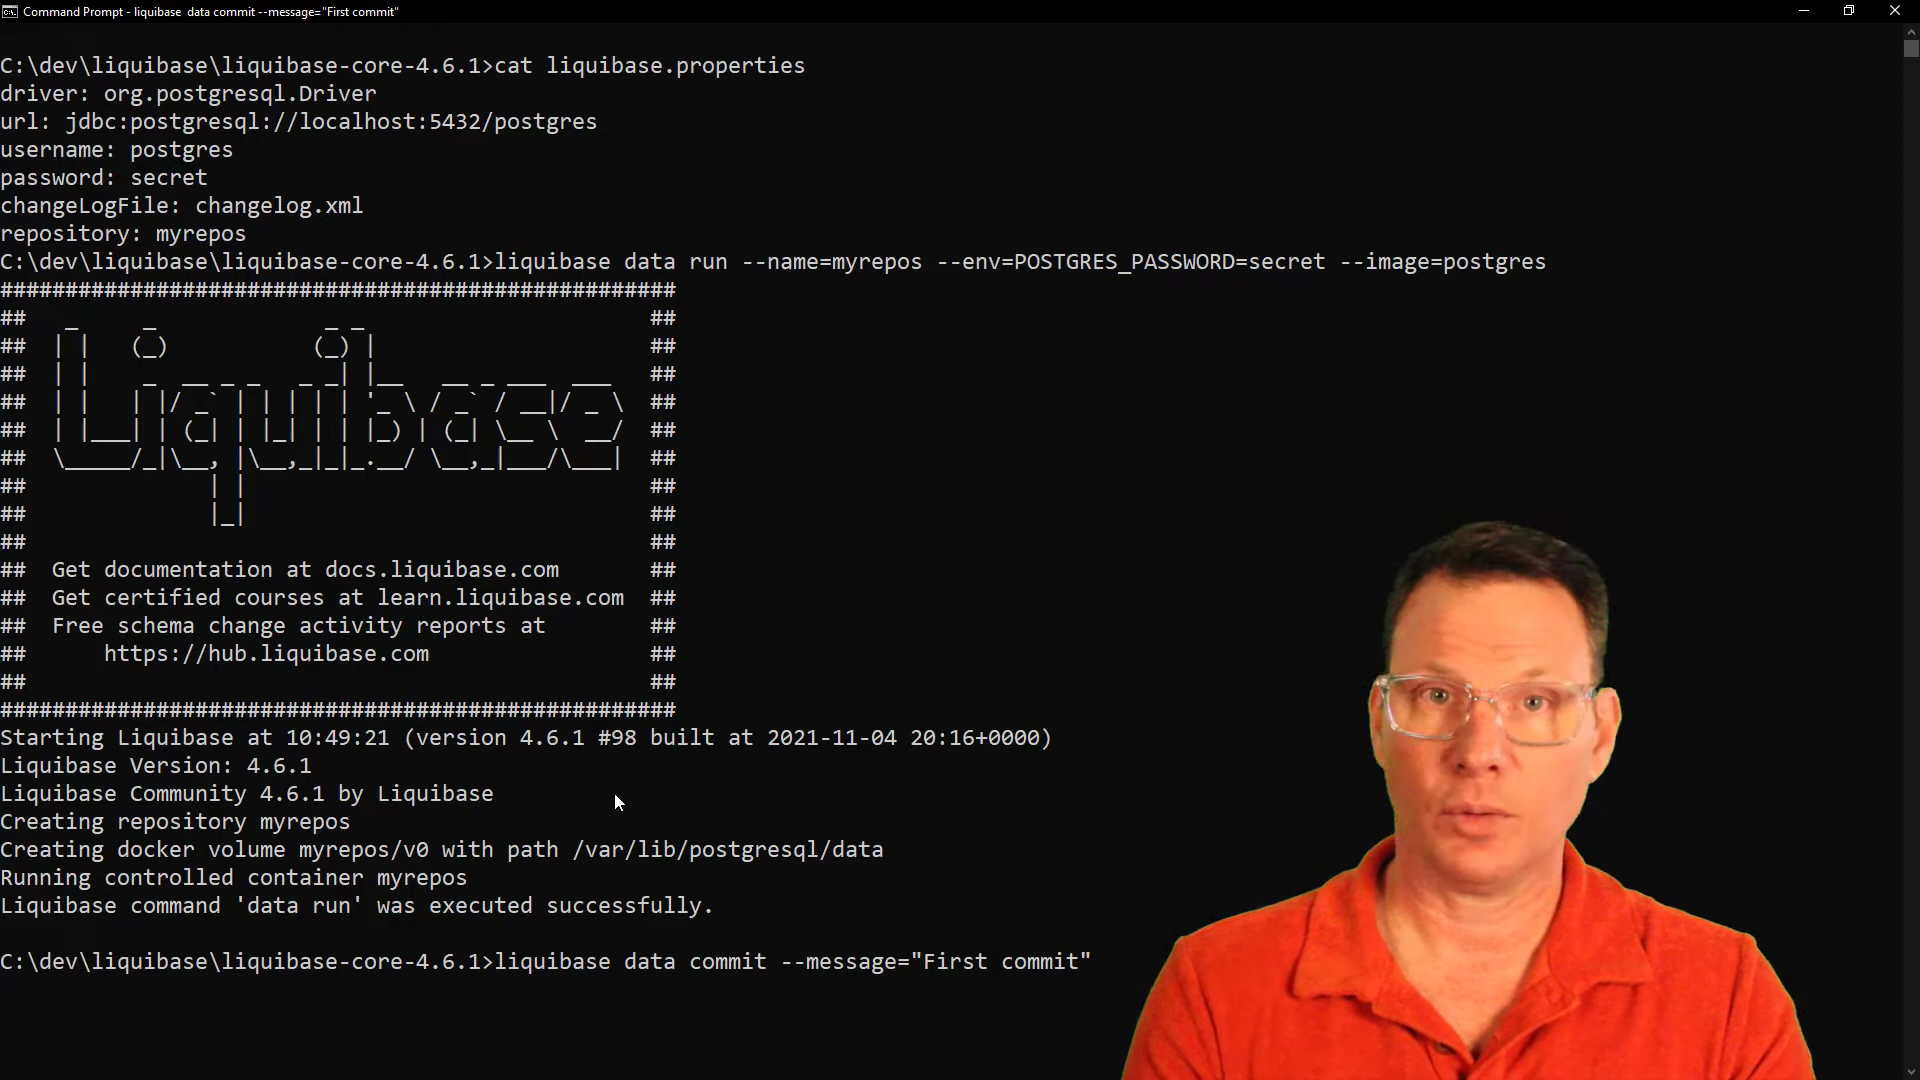 Command Prompt - liquibase  data commit --message="First commit"
C:\dev\liquibase\liquibase-core-4.6.1>cat liquibase.properties
driver: org.postgresql.Driver
url: jdbc:postgresql://localhost:5432/postgres
username: postgres
password: secret
changeLogFile: changelog.xml
repository: myrepos
C:\dev\liquibase\liquibase-core-4.6.1>liquibase data run --name=myrepos --env=POSTGRES_PASSWORD=secret --image=postgres
####################################################
Liquibase
## Get documentation at docs.liquibase.com ##
## Get certified courses at learn.liquibase.com ##
## Free schema change activity reports at ##
## https://hub.liquibase.com ##
## ##
####################################################
Starting Liquibase at 10:49:21 (version 4.6.1 #98 built at 2021-11-04 20:16+0000)
Liquibase Version: 4.6.1
Liquibase Community 4.6.1 by Liquibase
Creating repository myrepos
Creating docker volume myrepos/v0 with path /var/lib/postgresql/data
Running controlled container myrepos
Liquibase command 'data run' was executed successfully.
C:\dev\liquibase\liquibase-core-4.6.1>liquibase data commit --message="First commit"